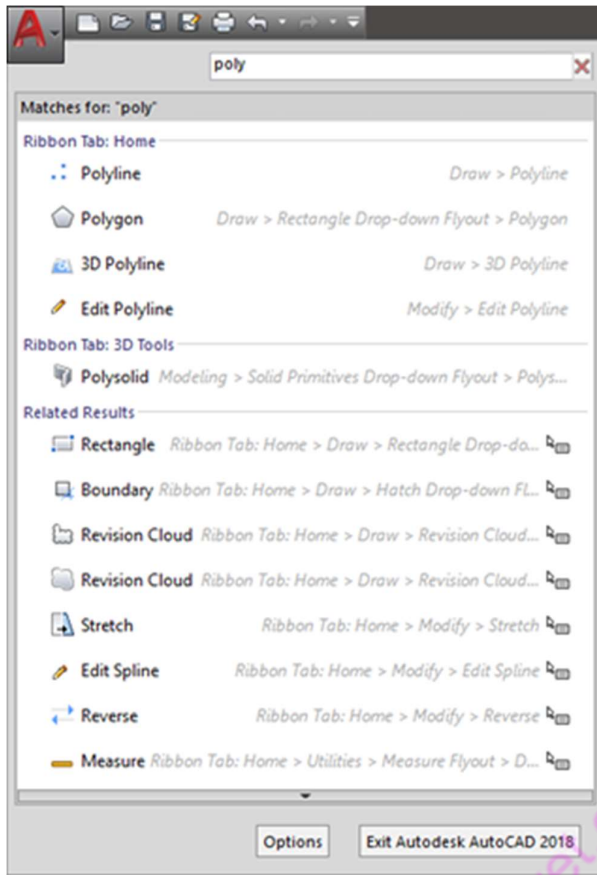 poly
Matches for: "poly"
Ribbon Tab: Home
Polyline Draw > Polyline
Polygon Draw > Rectangle Drop-down Flyout > Polygon
3D Polyline Draw > 3D Polyline
Edit Polyline Modify > Edit Polyline
Ribbon Tab: 3D Tools
Polysolid Modeling > Solid Primitives Drop-down Flyout > Polys...
Related Results
Rectangle Ribbon Tab: Home > Draw > Rectangle Drop-do...
Boundary Ribbon Tab: Home > Draw > Hatch Drop-down Fl...
Revision Cloud Ribbon Tab: Home > Draw > Revision Cloud...
Revision Cloud Ribbon Tab: Home > Draw > Revision Cloud...
Stretch Ribbon Tab: Home > Modify > Stretch
Edit Spline Ribbon Tab: Home > Modify > Edit Spline
Reverse Ribbon Tab: Home > Modify > Reverse
Measure Ribbon Tab: Home > Utilities > Measure Flyout > D...
Options Exit Autodesk AutoCAD 2018